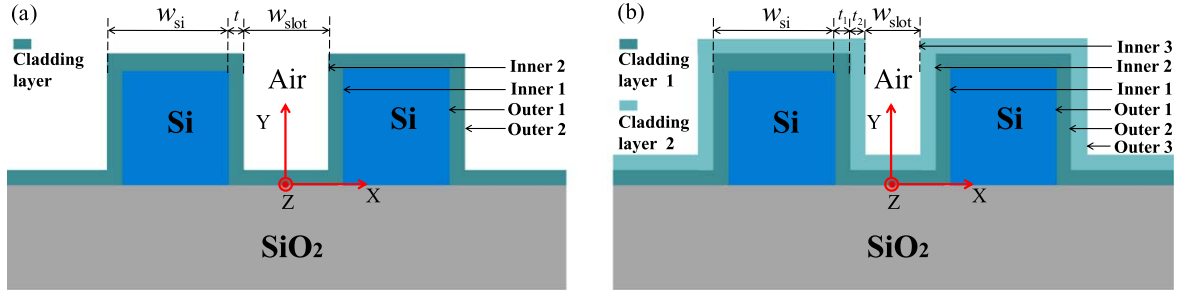 (a)
w_si
t
w_slot
Cladding
layer
Air
Inner 2
Inner 1
Si
Si
Outer 1
Outer 2
Y
Z
X
SiO₂
(b)
w_si
t₁
t₂
w_slot
Cladding
layer 1
Cladding
layer 2
Air
Inner 3
Inner 2
Inner 1
Si
Si
Outer 1
Outer 2
Outer 3
Y
Z
X
SiO₂